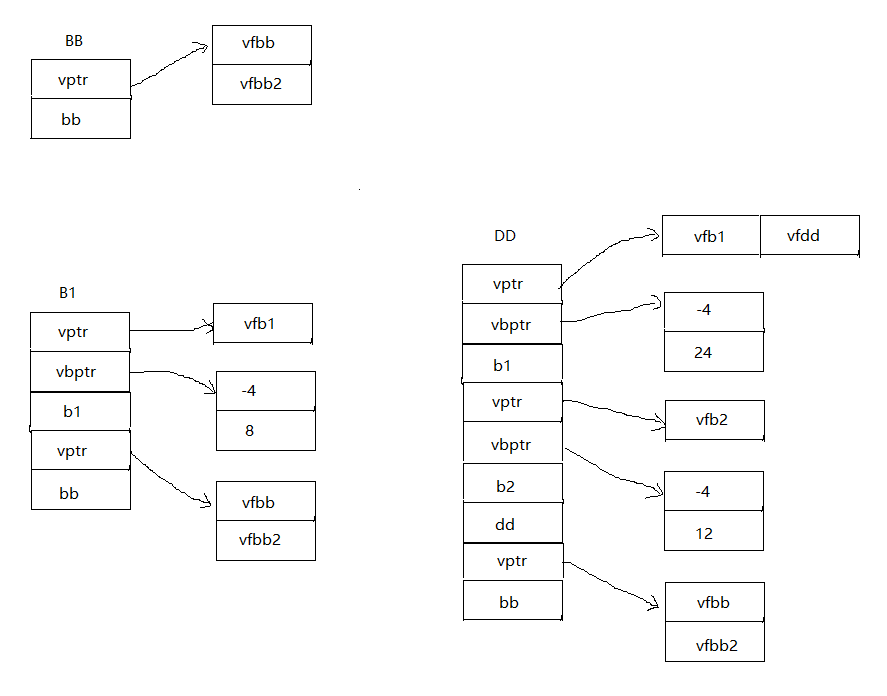 BB
vptr
bb
vfbb
vfbb2
B1
vptr
vbptr
b1
vptr
bb
vfb1
-4
8
vfbb
vfbb2
DD
vptr
vbptr
b1
vptr
vbptr
b2
dd
vptr
bb
vfb1 vfdd
-4
24
vfb2
-4
12
vfbb
vfbb2